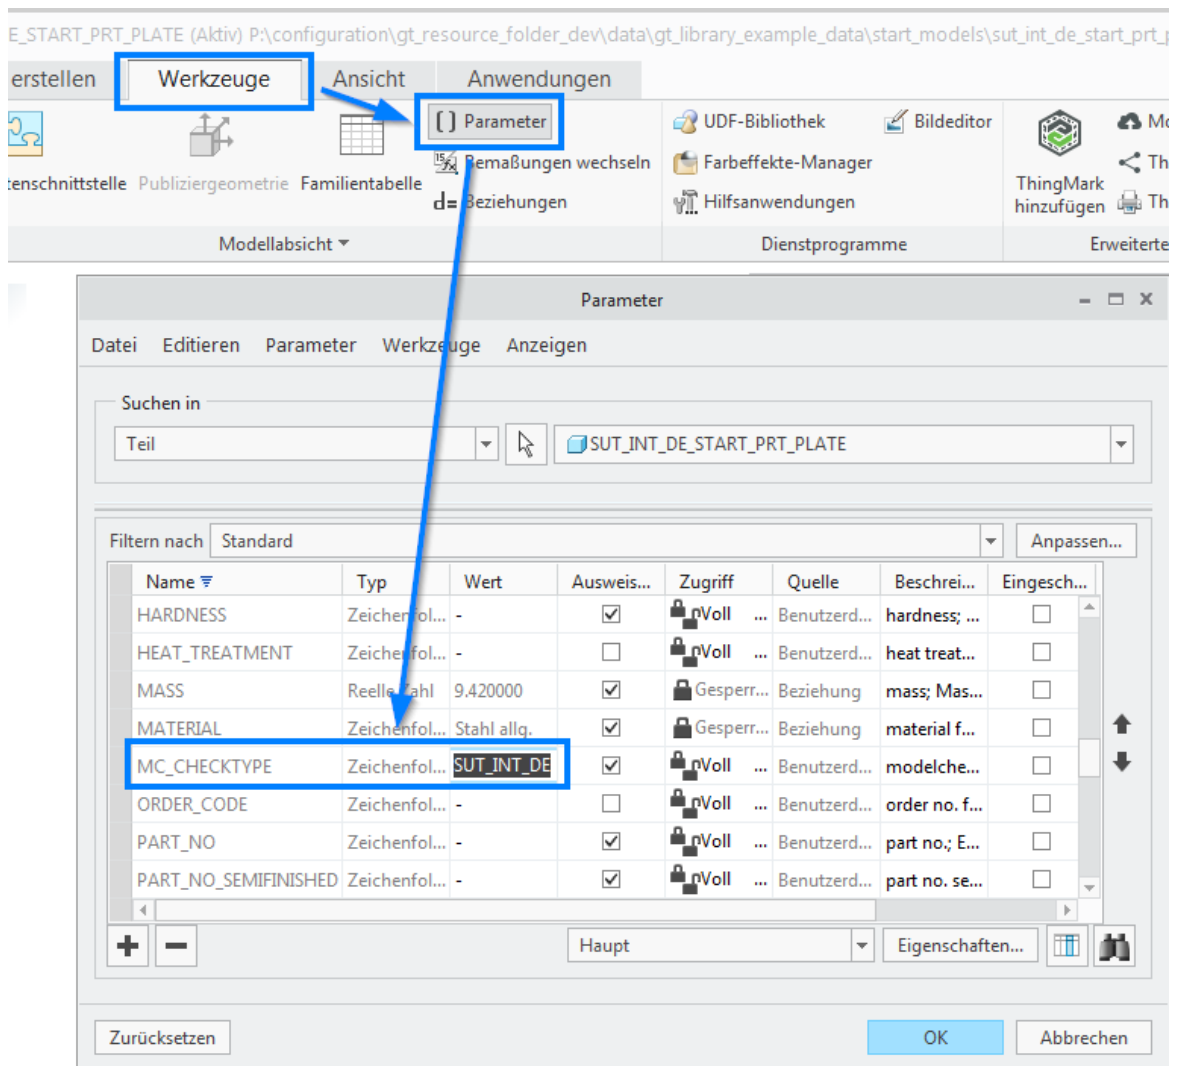 E_START_PRT_PLATE (Aktiv) P:\configuration\gt_resource_folder_dev\data\gt_library_example_data\start_models\sut_int_de_start_prt_p
erstellen Werkzeuge Ansicht Anwendungen
[ ] Parameter UDF-Bibliothek Bildeditor Mo
Bemaßungen wechseln Farbeffekte-Manager Th
tenschnittstelle Publiziergeometrie Familientabelle ThingMark hinzufügen
d= Beziehungen Hilfsanwendungen Th
Modellabsicht Dienstprogramme Erweiterte
Parameter
Datei Editieren Parameter Werkzeuge Anzeigen
Suchen in
Teil SUT_INT_DE_START_PRT_PLATE
Filtern nach Standard Anpassen...
Name Typ Wert Ausweis... Zugriff Quelle Beschrei... Eingesch...
HARDNESS Zeichenfol... - Voll ... Benutzerd... hardness; ...
HEAT_TREATMENT Zeichenfol... - Voll ... Benutzerd... heat treat...
MASS Reelle Zahl 9.420000 Gesperr... Beziehung mass; Mas...
MATERIAL Zeichenfol... Stahl allg. Gesperr... Beziehung material f...
MC_CHECKTYPE Zeichenfol... SUT_INT_DE Voll ... Benutzerd... modelche...
ORDER_CODE Zeichenfol... - Voll ... Benutzerd... order no. f...
PART_NO Zeichenfol... - Voll ... Benutzerd... part no.; E...
PART_NO_SEMIFINISHED Zeichenfol... - Voll ... Benutzerd... part no. se...
Haupt Eigenschaften...
Zurücksetzen OK Abbrechen